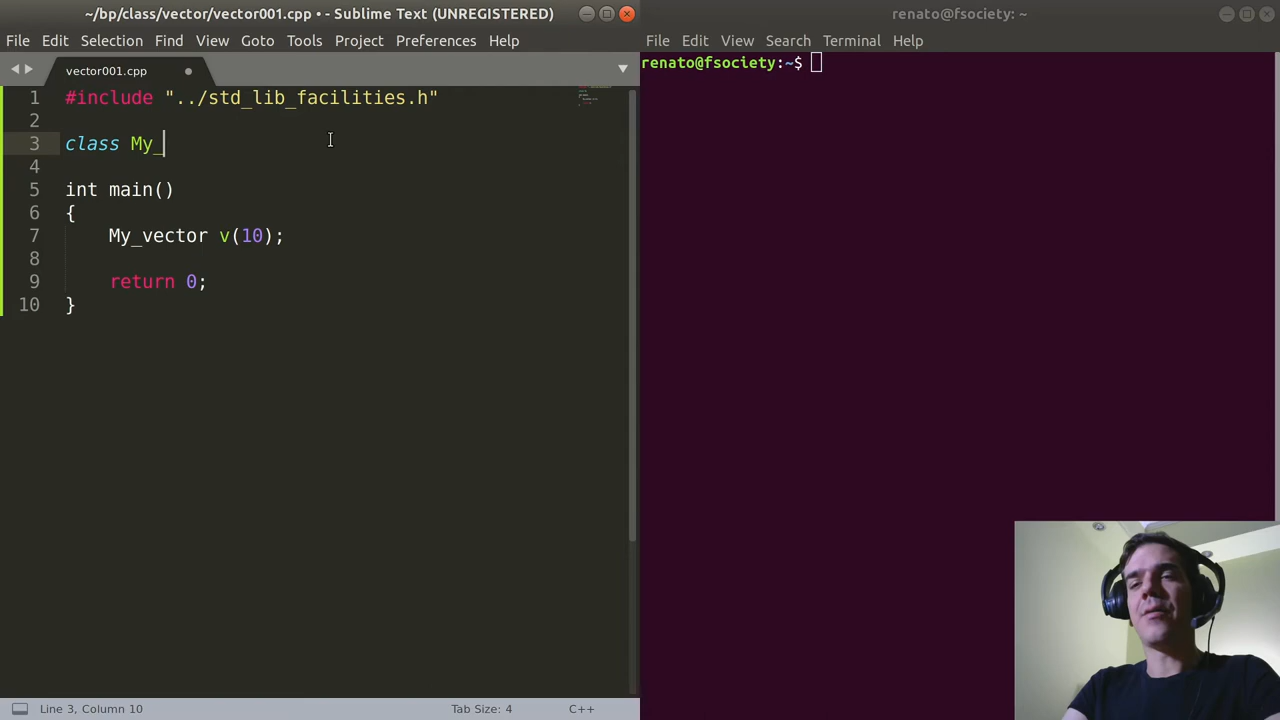 ~/bp/class/vector/vector001.cpp • - Sublime Text (UNREGISTERED)
File Edit Selection Find View Goto Tools Project Preferences Help
vector001.cpp
1 #include "../std_lib_facilities.h"
2
3 class My_
4
5 int main()
6 {
7 My_vector v(10);
8
9 return 0;
10 }
Line 3, Column 10
Tab Size: 4
C++
renato@fsociety: ~
File Edit View Search Terminal Help
renato@fsociety:~$